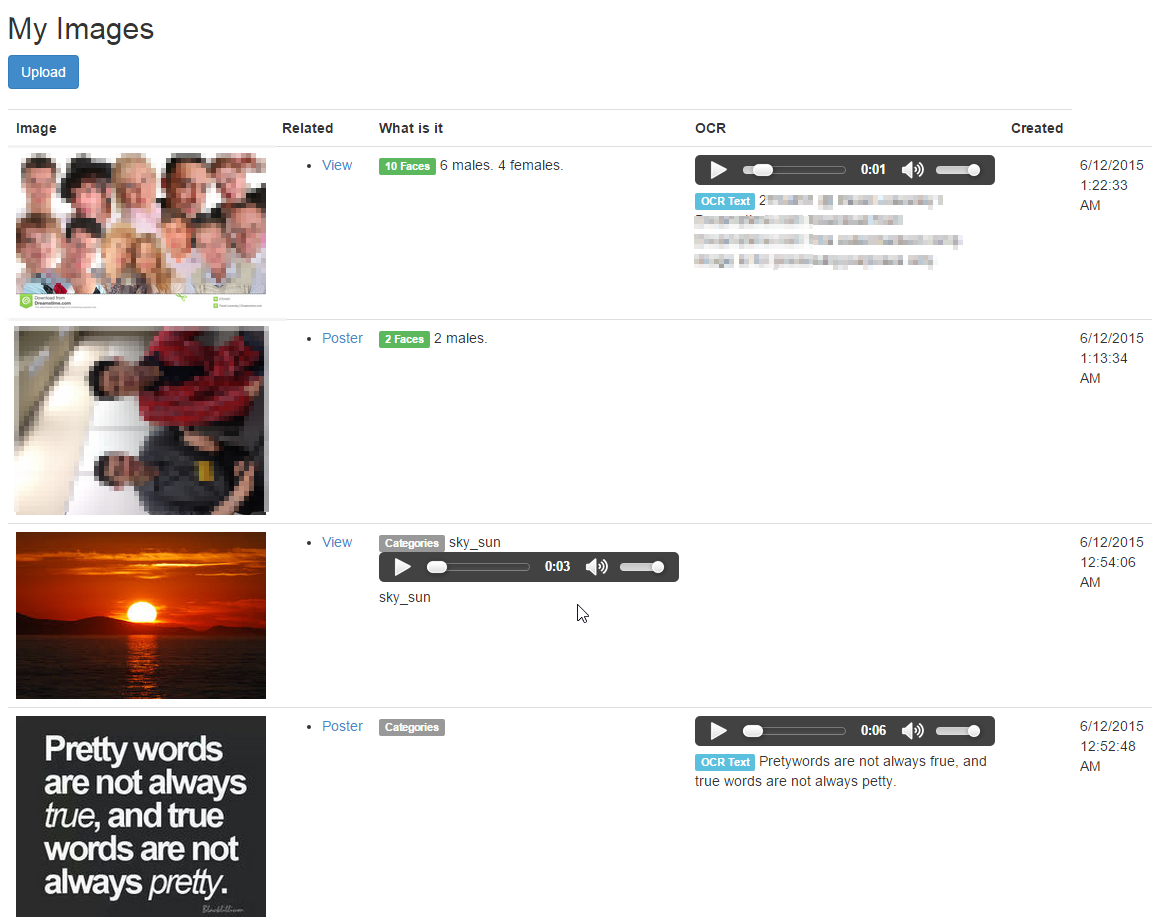 My Images
Upload
Image Related What is it OCR Created
View
10 Faces 6 males. 4 females.
0:01
OCR Text
6/12/2015
1:22:33
AM
Download from
Dreamstime.com
Poster
2 Faces 2 males.
6/12/2015
1:13:34
AM
View
Categories sky_sun
0:03
sky_sun
6/12/2015
12:54:06
AM
Pretty words
are not always
true, and true
words are not
always pretty.
Poster
Categories
0:06
OCR Text Pretywords are not always frue, and
true words are not always petty.
6/12/2015
12:52:48
AM